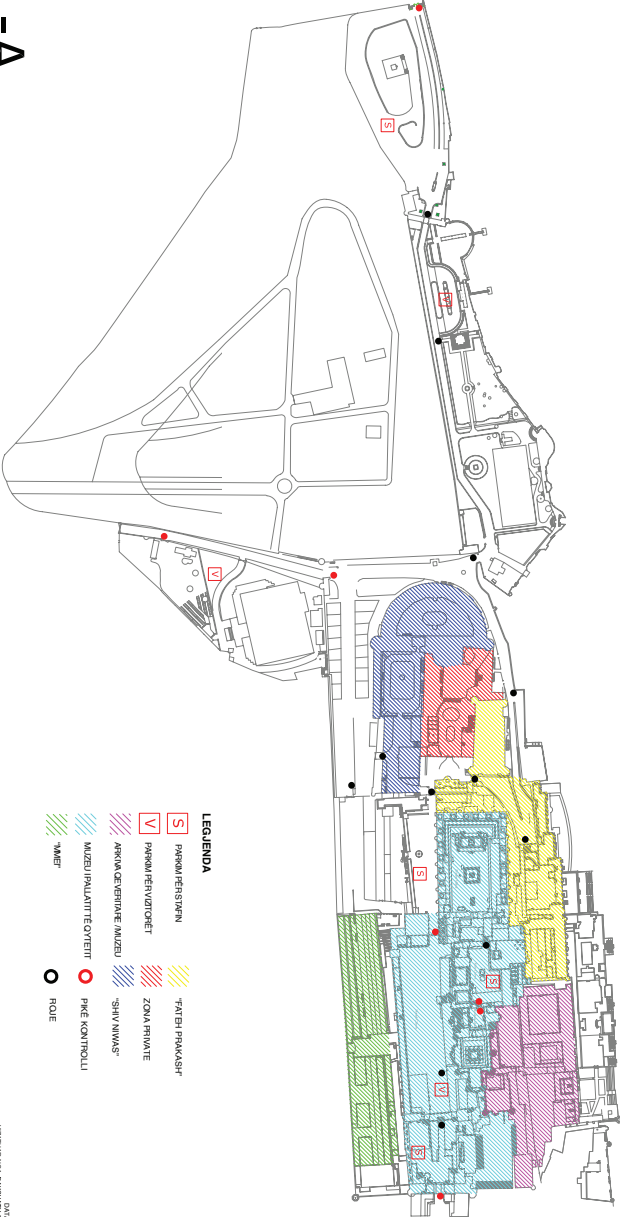 LEGJENDA
S PARKIM PËR STAFIN
V PARKIM PËR VIZITORËT
ARKIVA QEVERITARE / MUZEU
MUZEU I PALLATIT TË QYTETIT
"MMEI"
"FATEH PRAKASH"
ZONA PRIVATE
"SHIV NIWAS"
PIKË KONTROLLI
ROJE
S
V
V
S
S
V
S